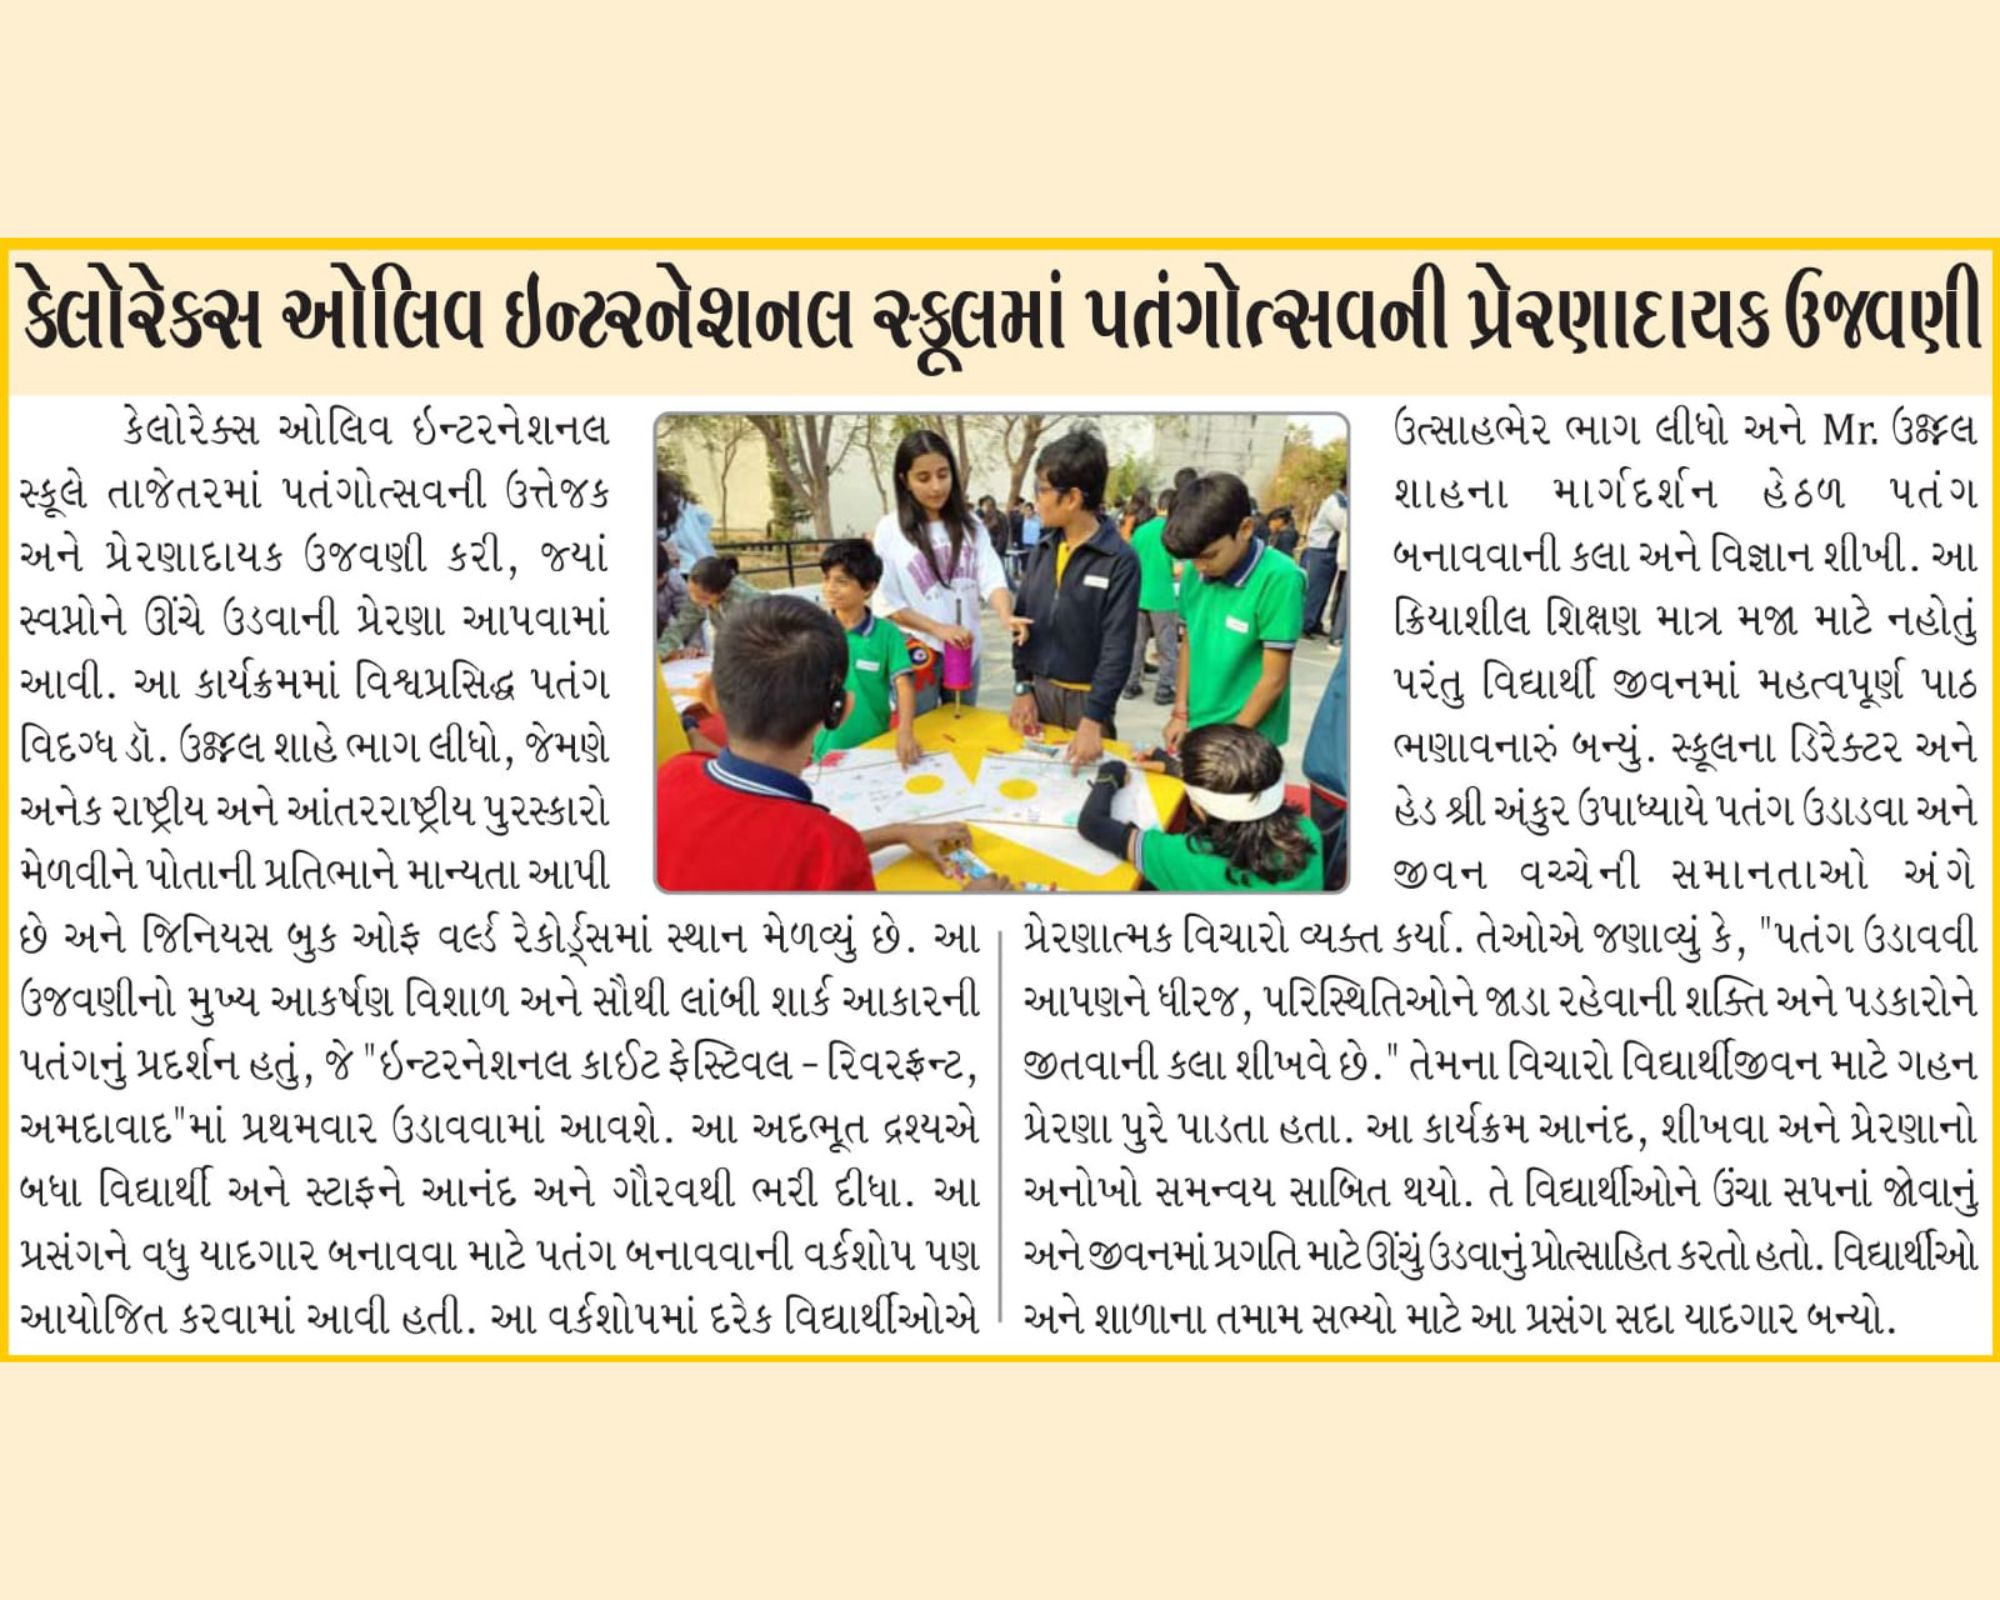 કેલોરેક્સ ઓલિવ ઇન્ટરનેશનલ સ્કૂલમાં પતંગોત્સવની પ્રેરણાદાયક ઉજવણી
કેલોરેક્સ ઓલિવ ઇન્ટરનેશનલ
સ્કૂલે તાજેતરમાં પતંગોત્સવની ઉત્તેજક
અને પ્રેરણાદાયક ઉજવણી કરી, જયાં
સ્વપ્નોને ઊંચે ઉડવાની પ્રેરણા આપવામાં
આવી. આ કાર્યક્રમમાં વિશ્વપ્રસિદ્ધ પતંગ
વિદગ્ધ ડૉ. શાહે ભાગ લીધો, જેમણે
અનેક રાષ્ટ્રીય અને આંતરરાષ્ટ્રીય પુરસ્કારો
મેળવીને પોતાની પ્રતિભાને માન્યતા આપી
છે અને જિનિયસ બુક ઓફ વર્લ્ડ રેકોર્ડ્સમાં સ્થાન મેળવ્યું છે. આ
ઉજવણીનો મુખ્ય આકર્ષણ વિશાળ અને સૌથી લાંબી શાર્ક આકારની
પતંગનું પ્રદર્શન હતું, જે "ઇન્ટરનેશનલ કાઈટ ફેસ્ટિવલ – રિવરફ્રન્ટ,
અમદાવાદ"માં પ્રથમવાર ઉડાવવામાં આવશે. આ અદભૂત દ્રશ્યએ
બધા વિદ્યાર્થી અને સ્ટાફને આનંદ અને ગૌરવથી ભરી દીધા. આ
પ્રસંગને વધુ યાદગાર બનાવવા માટે પતંગ બનાવવાની વર્કશોપ પણ
આયોજિત કરવામાં આવી હતી. આ વર્કશોપમાં દરેક વિદ્યાર્થીઓએ
ઉત્સાહભેર ભાગ લીધો અને Mr.
શાહના માર્ગદર્શન હેઠળ પતંગ
બનાવવાની કલા અને વિજ્ઞાન શીખી. આ
ક્રિયાશીલ શિક્ષણ માત્ર મજા માટે નહોતું
પરંતુ વિદ્યાર્થી જીવનમાં મહત્વપૂર્ણ પાઠ
ભણાવનારું બન્યું. સ્કૂલના ડિરેક્ટર અને
હેડ શ્રી અંકુર ઉપાધ્યાયે પતંગ ઉડાડવા અને
જીવન વચ્ચેની સમાનતાઓ અંગે
પ્રેરણાત્મક વિચારો વ્યક્ત કર્યા. તેઓએ જણાવ્યું કે, "પતંગ ઉડાવવી
આપણને ધીરજ, પરિસ્થિતિઓને જાડા રહેવાની શક્તિ અને પડકારોને
જીતવાની કલા શીખવે છે." તેમના વિચારો વિદ્યાર્થીજીવન માટે ગહન
પ્રેરણા પુરે પાડતા હતા. આ કાર્યક્રમ આનંદ, શીખવા અને પ્રેરણાનો
અનોખો સમન્વય સાબિત થયો. તે વિદ્યાર્થીઓને ઉંચા સપનાં જોવાનું
અને જીવનમાં પ્રગતિ માટે ઊંચું ઉડવાનું પ્રોત્સાહિત કરતો હતો. વિદ્યાર્થીઓ
અને શાળાના તમામ સભ્યો માટે આ પ્રસંગ સદા યાદગાર બન્યો.